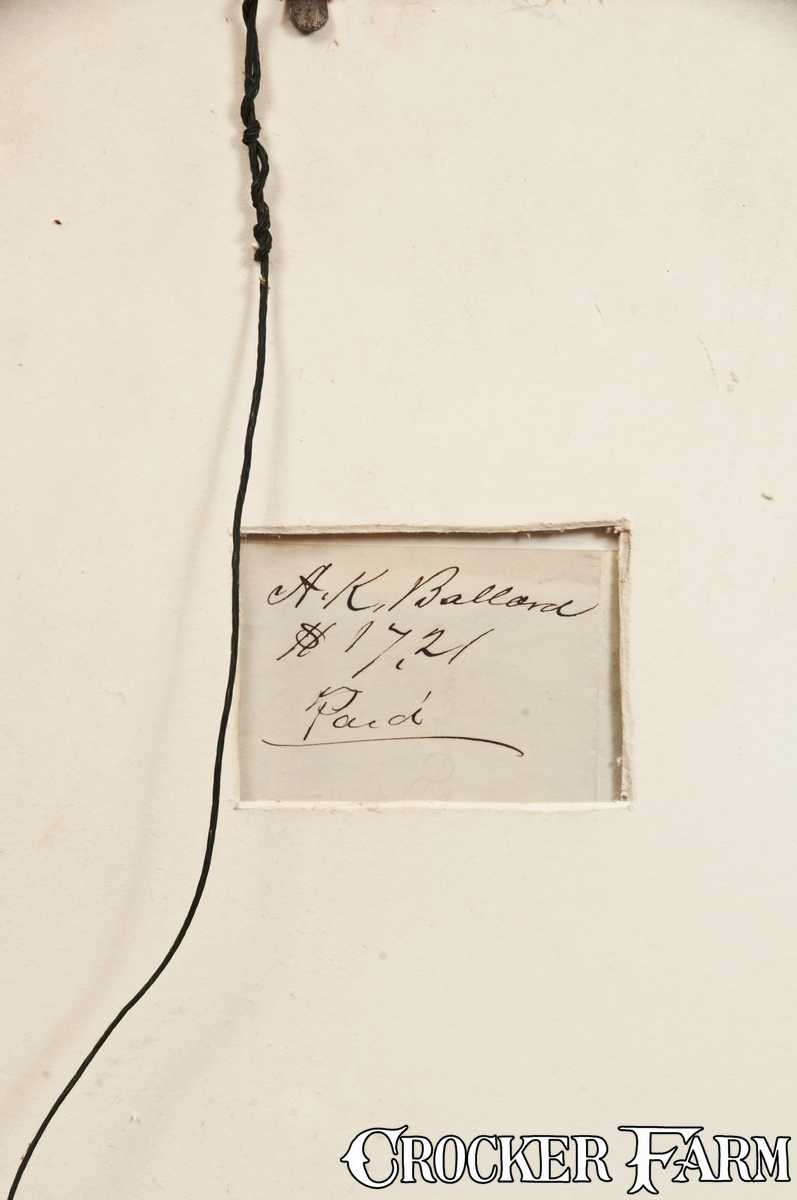 A. K. Ballard
$17.21
Paid
CROCKER FARM